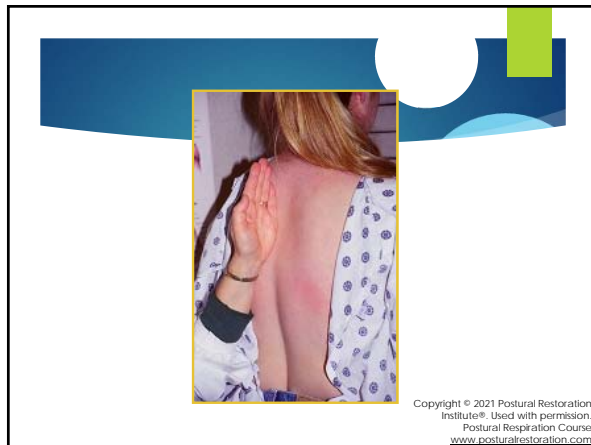 Copyright © 2021 Postural Restoration
Institute®. Used with permission.
Postural Respiration Course
www.posturalrestoration.com